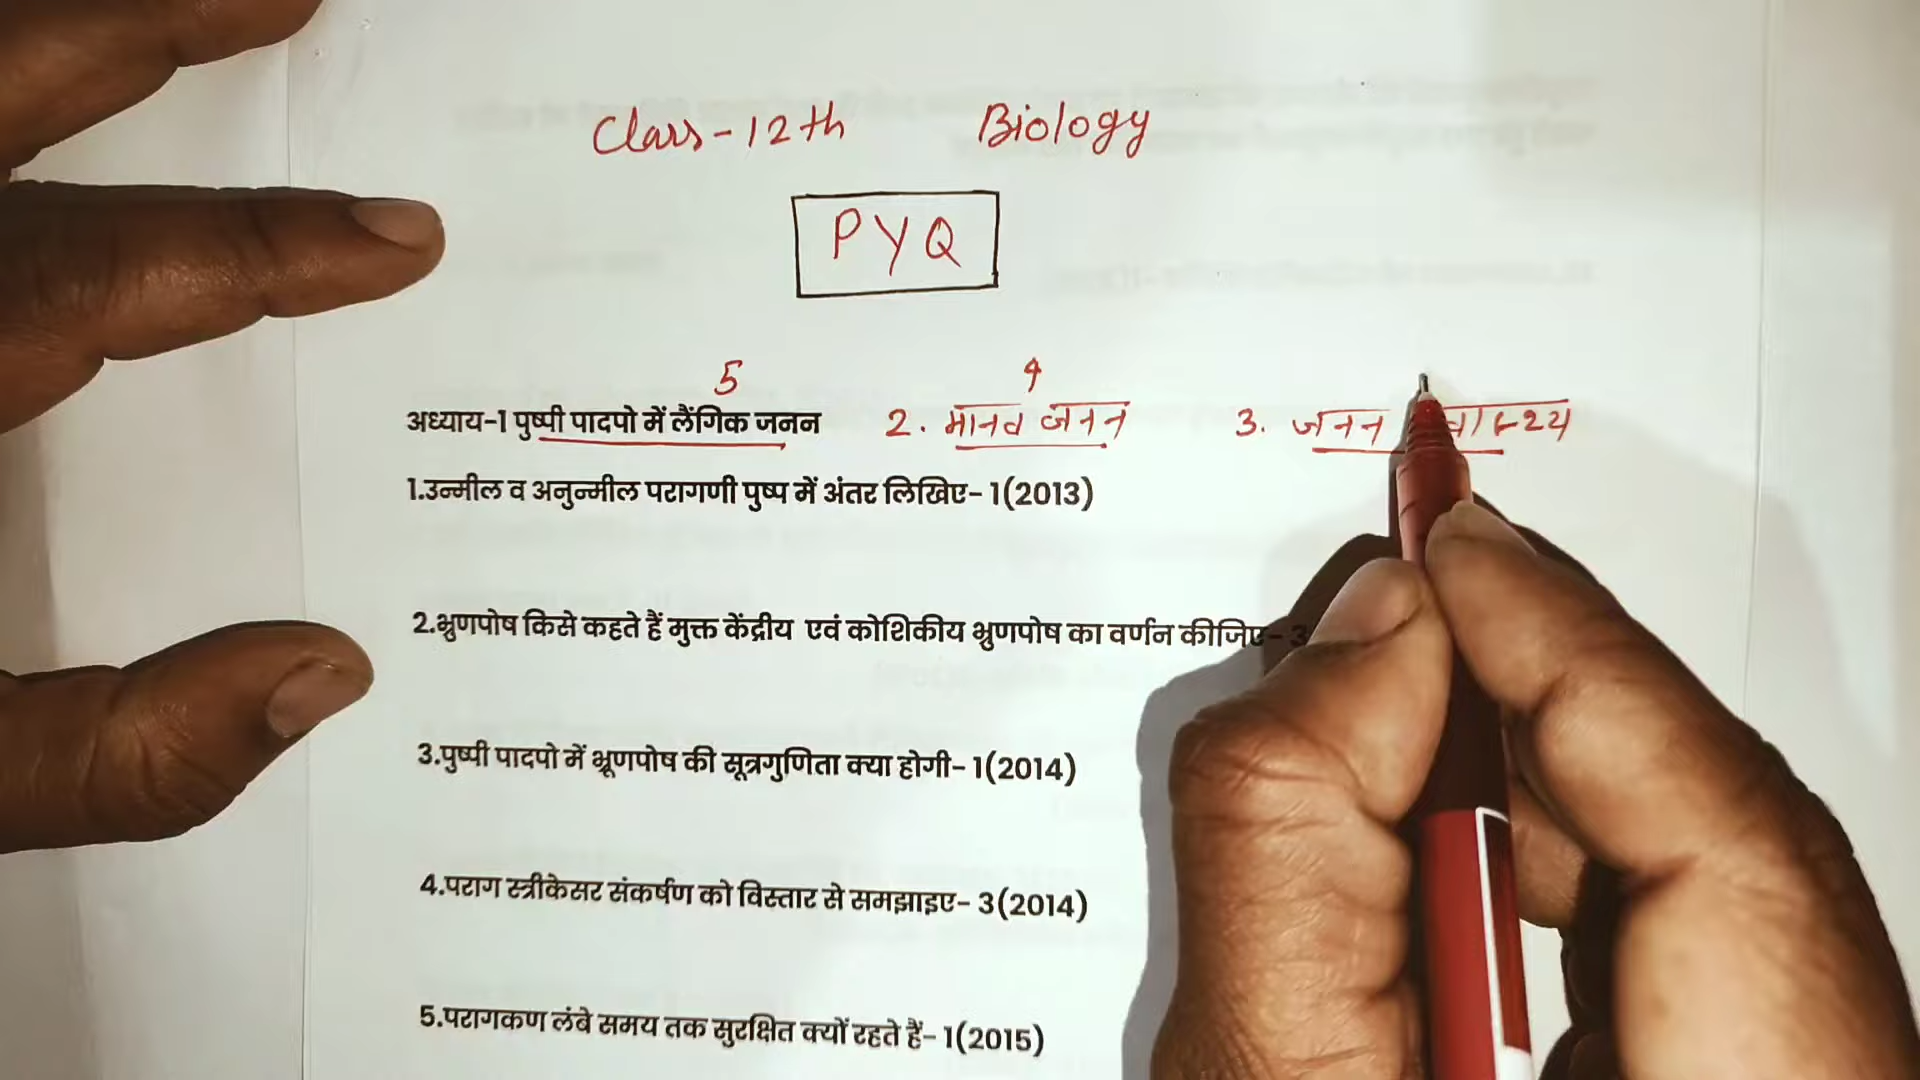 Class-12th Biology
PYQ
5 4
अध्याय-1 पुष्पी पादपो में लैंगिक जनन 2. मानव जनन 3. जनन
1.उन्मील व अनुन्मील परागणी पुष्प में अंतर लिखिए- 1(2013)
2.भ्रुणपोष किसे कहते हैं मुक्त केंद्रीय एवं कोशिकीय भ्रुणपोष का वर्णन कीजिए- 3
3.पुष्पी पादपो में भ्रूणपोष की सूत्रगुणिता क्या होगी- 1(2014)
4.पराग स्त्रीकेसर संकर्षण को विस्तार से समझाइए- 3(2014)
5.परागकण लंबे समय तक सुरक्षित क्यों रहते हैं- 1(2015)